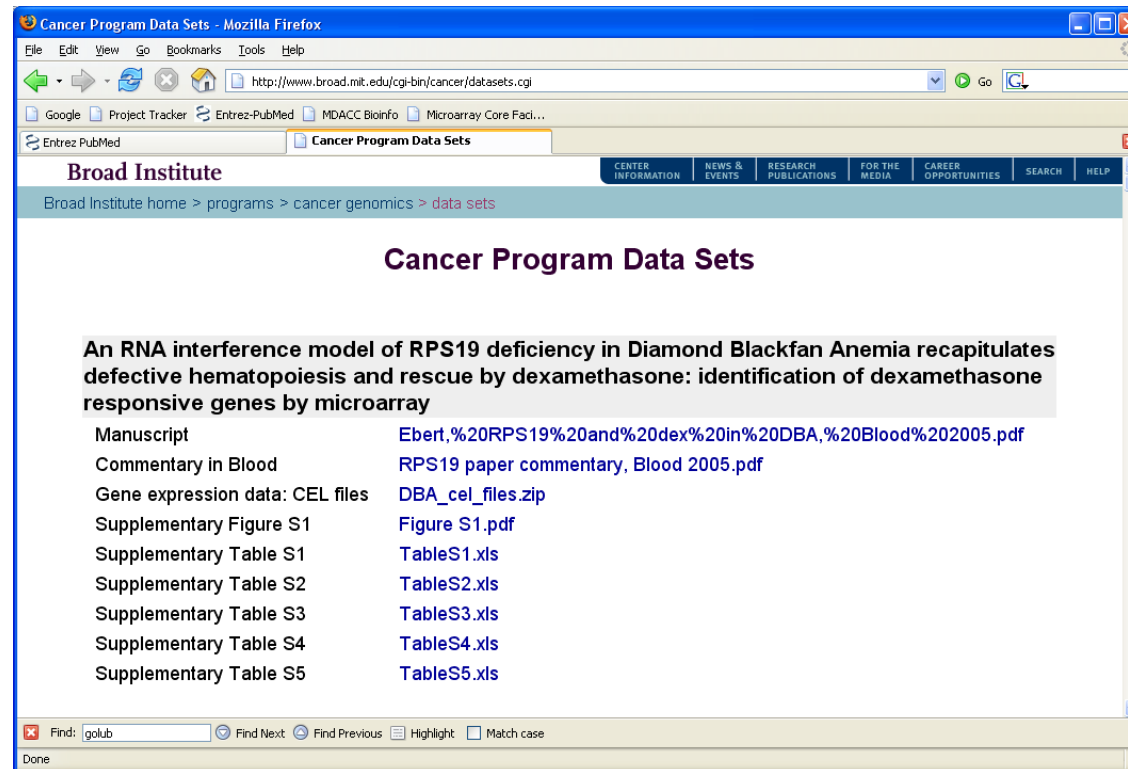 Cancer Program Data Sets - Mozilla Firefox
File Edit View Go Bookmarks Tools Help
http://www.broad.mit.edu/cgi-bin/cancer/datasets.cgi Go G
Google Project Tracker Entrez-PubMed MDACC Bioinfo Microarray Core Faci...
Entrez PubMed Cancer Program Data Sets
Broad Institute CENTER INFORMATION NEWS & EVENTS RESEARCH PUBLICATIONS FOR THE MEDIA CAREER OPPORTUNITIES SEARCH HELP
Broad Institute home > programs > cancer genomics > data sets
Cancer Program Data Sets
An RNA interference model of RPS19 deficiency in Diamond Blackfan Anemia recapitulates
defective hematopoiesis and rescue by dexamethasone: identification of dexamethasone
responsive genes by microarray
Manuscript Ebert,%20RPS19%20and%20dex%20in%20DBA,%20Blood%202005.pdf
Commentary in Blood RPS19 paper commentary, Blood 2005.pdf
Gene expression data: CEL files DBA_cel_files.zip
Supplementary Figure S1 Figure S1.pdf
Supplementary Table S1 TableS1.xls
Supplementary Table S2 TableS2.xls
Supplementary Table S3 TableS3.xls
Supplementary Table S4 TableS4.xls
Supplementary Table S5 TableS5.xls
Find: golub Find Next Find Previous Highlight Match case
Done